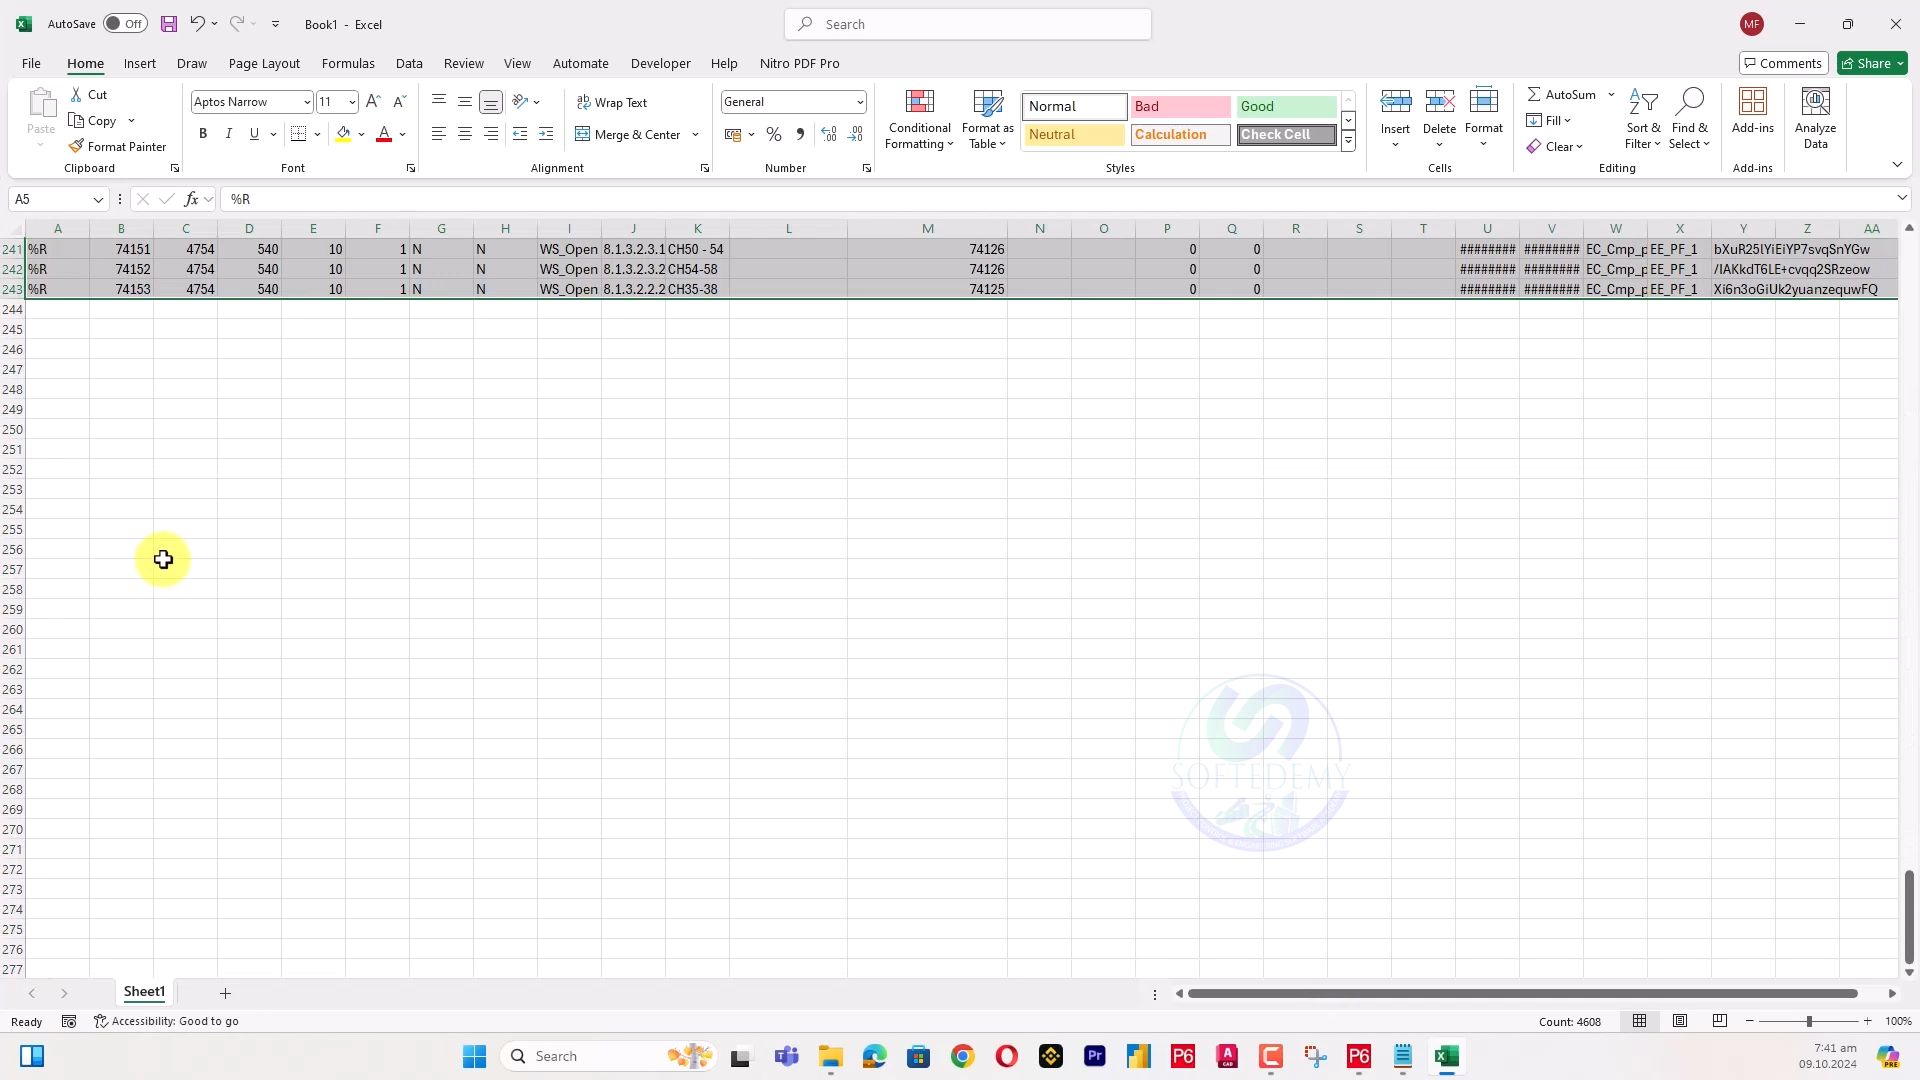 AutoSave Off Book1 - Excel Search MF
File Home Insert Draw Page Layout Formulas Data Review View Automate Developer Help Nitro PDF Pro Comments Share
Paste Cut Copy Format Painter Clipboard
Aptos Narrow 11 B I U Font
Wrap Text Merge & Center Alignment
General Number
Conditional Formatting Format as Table Normal Bad Good Neutral Calculation Check Cell Styles
Insert Delete Format Cells
AutoSum Fill Clear Sort & Filter Find & Select Editing
Add-ins Add-ins
Analyze Data
A5 fx %R
A B C D E F G H I J K L M N O P Q R S T U V W X Y Z AA
241 %R 74151 4754 540 10 1 N N WS_Open 8.1.3.2.3.1 CH50 - 54 74126 0 0 ######## ######## EC_Cmp_p EE_PF_1 bXuR25lYiEiYP7svqSnYGw
242 %R 74152 4754 540 10 1 N N WS_Open 8.1.3.2.3.2 CH54-58 74126 0 0 ######## ######## EC_Cmp_p EE_PF_1 /IAKkdT6LE+cvqq2SRzeow
243 %R 74153 4754 540 10 1 N N WS_Open 8.1.3.2.2.2 CH35-38 74125 0 0 ######## ######## EC_Cmp_p EE_PF_1 Xi6n3oGiUk2yuanzequwFQ
244
245
246
247
248
249
250
251
252
253
254
255
256
257
258
259
260
261
262
263
264
265
266
267
268
269
270
271
272
273
274
275
276
277
SOFTEDEMY
Sheet1
Ready Accessibility: Good to go Count: 4608 100%
Search 7:41 am
09.10.2024